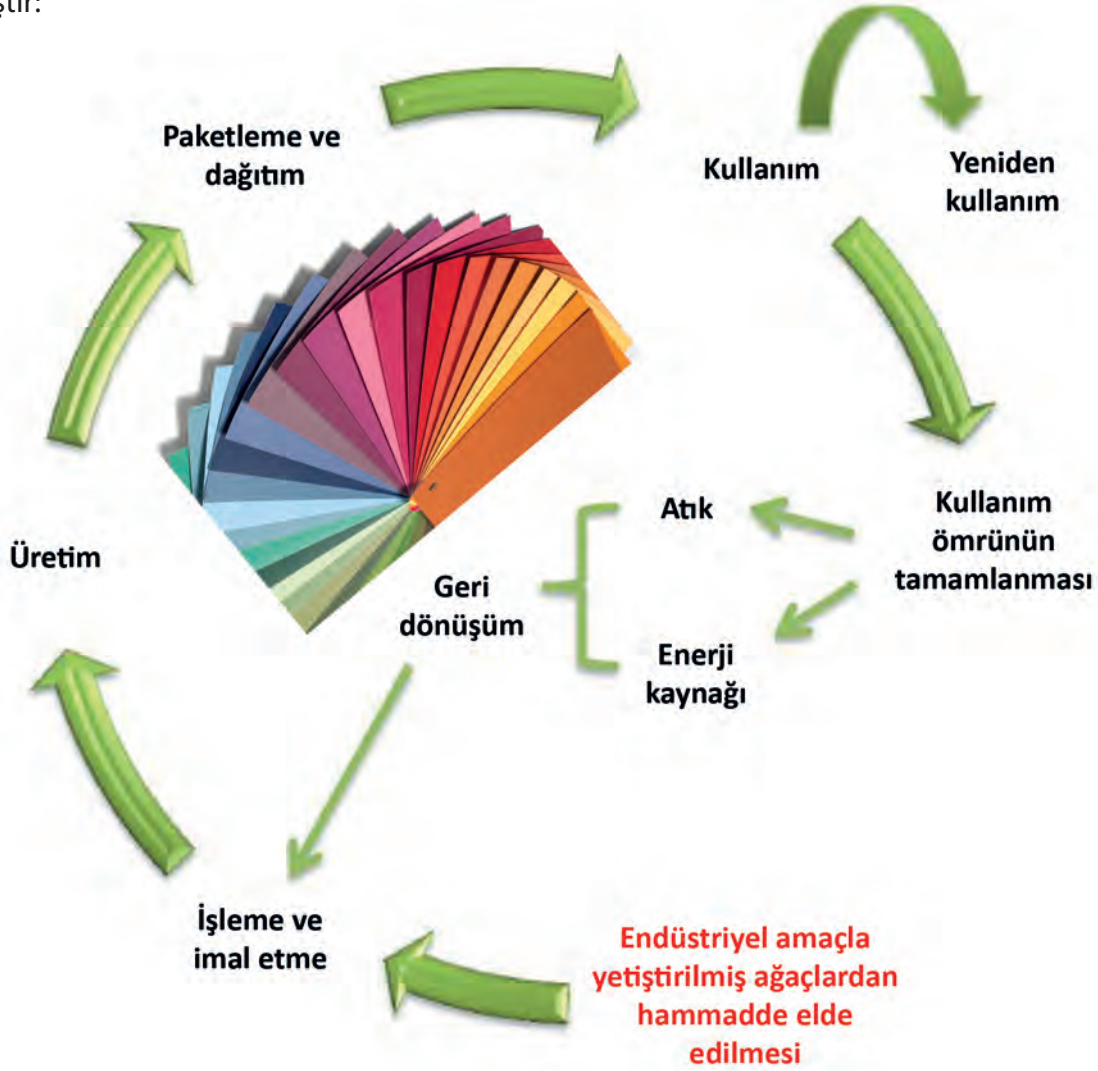 Paketleme ve
dağıtım
Kullanım
Yeniden
kullanım
Kullanım
ömrünün
tamamlanması
Atık
Enerji
kaynağı
Geri
dönüşüm
Üretim
İşleme ve
imal etme
Endüstriyel amaçla
yetiştirilmiş ağaçlardan
hammadde elde
edilmesi